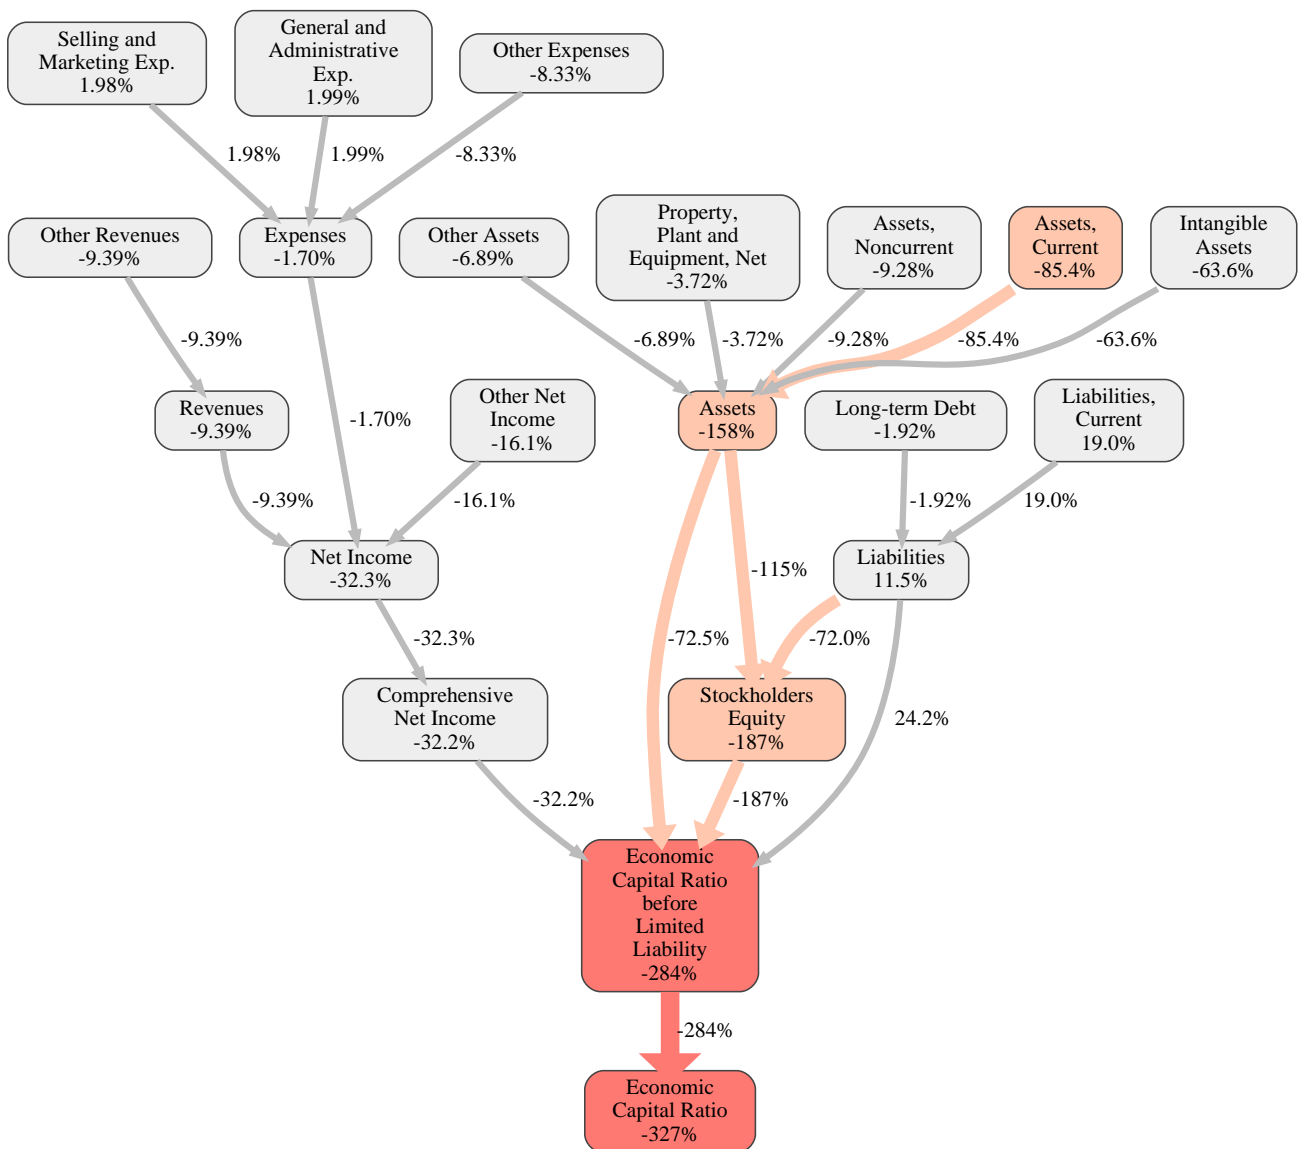 Selling and
Marketing Exp.
1.98%
General and
Administrative
Exp.
1.99%
Other Expenses
-8.33%
1.98%
1.99%
-8.33%
Other Revenues
-9.39%
Expenses
-1.70%
Other Assets
-6.89%
Property,
Plant and
Equipment, Net
-3.72%
Assets,
Noncurrent
-9.28%
Assets,
Current
-85.4%
Intangible
Assets
-63.6%
-9.39%
-6.89%
-3.72%
-9.28%
-85.4%
-63.6%
Revenues
-9.39%
-1.70%
Other Net
Income
-16.1%
Assets
-158%
Long-term Debt
-1.92%
Liabilities,
Current
19.0%
-9.39%
-16.1%
-1.92%
19.0%
Net Income
-32.3%
-115%
Liabilities
11.5%
-32.3%
-72.5%
-72.0%
Comprehensive
Net Income
-32.2%
Stockholders
Equity
-187%
24.2%
-32.2%
-187%
Economic
Capital Ratio
before
Limited
Liability
-284%
-284%
Economic
Capital Ratio
-327%